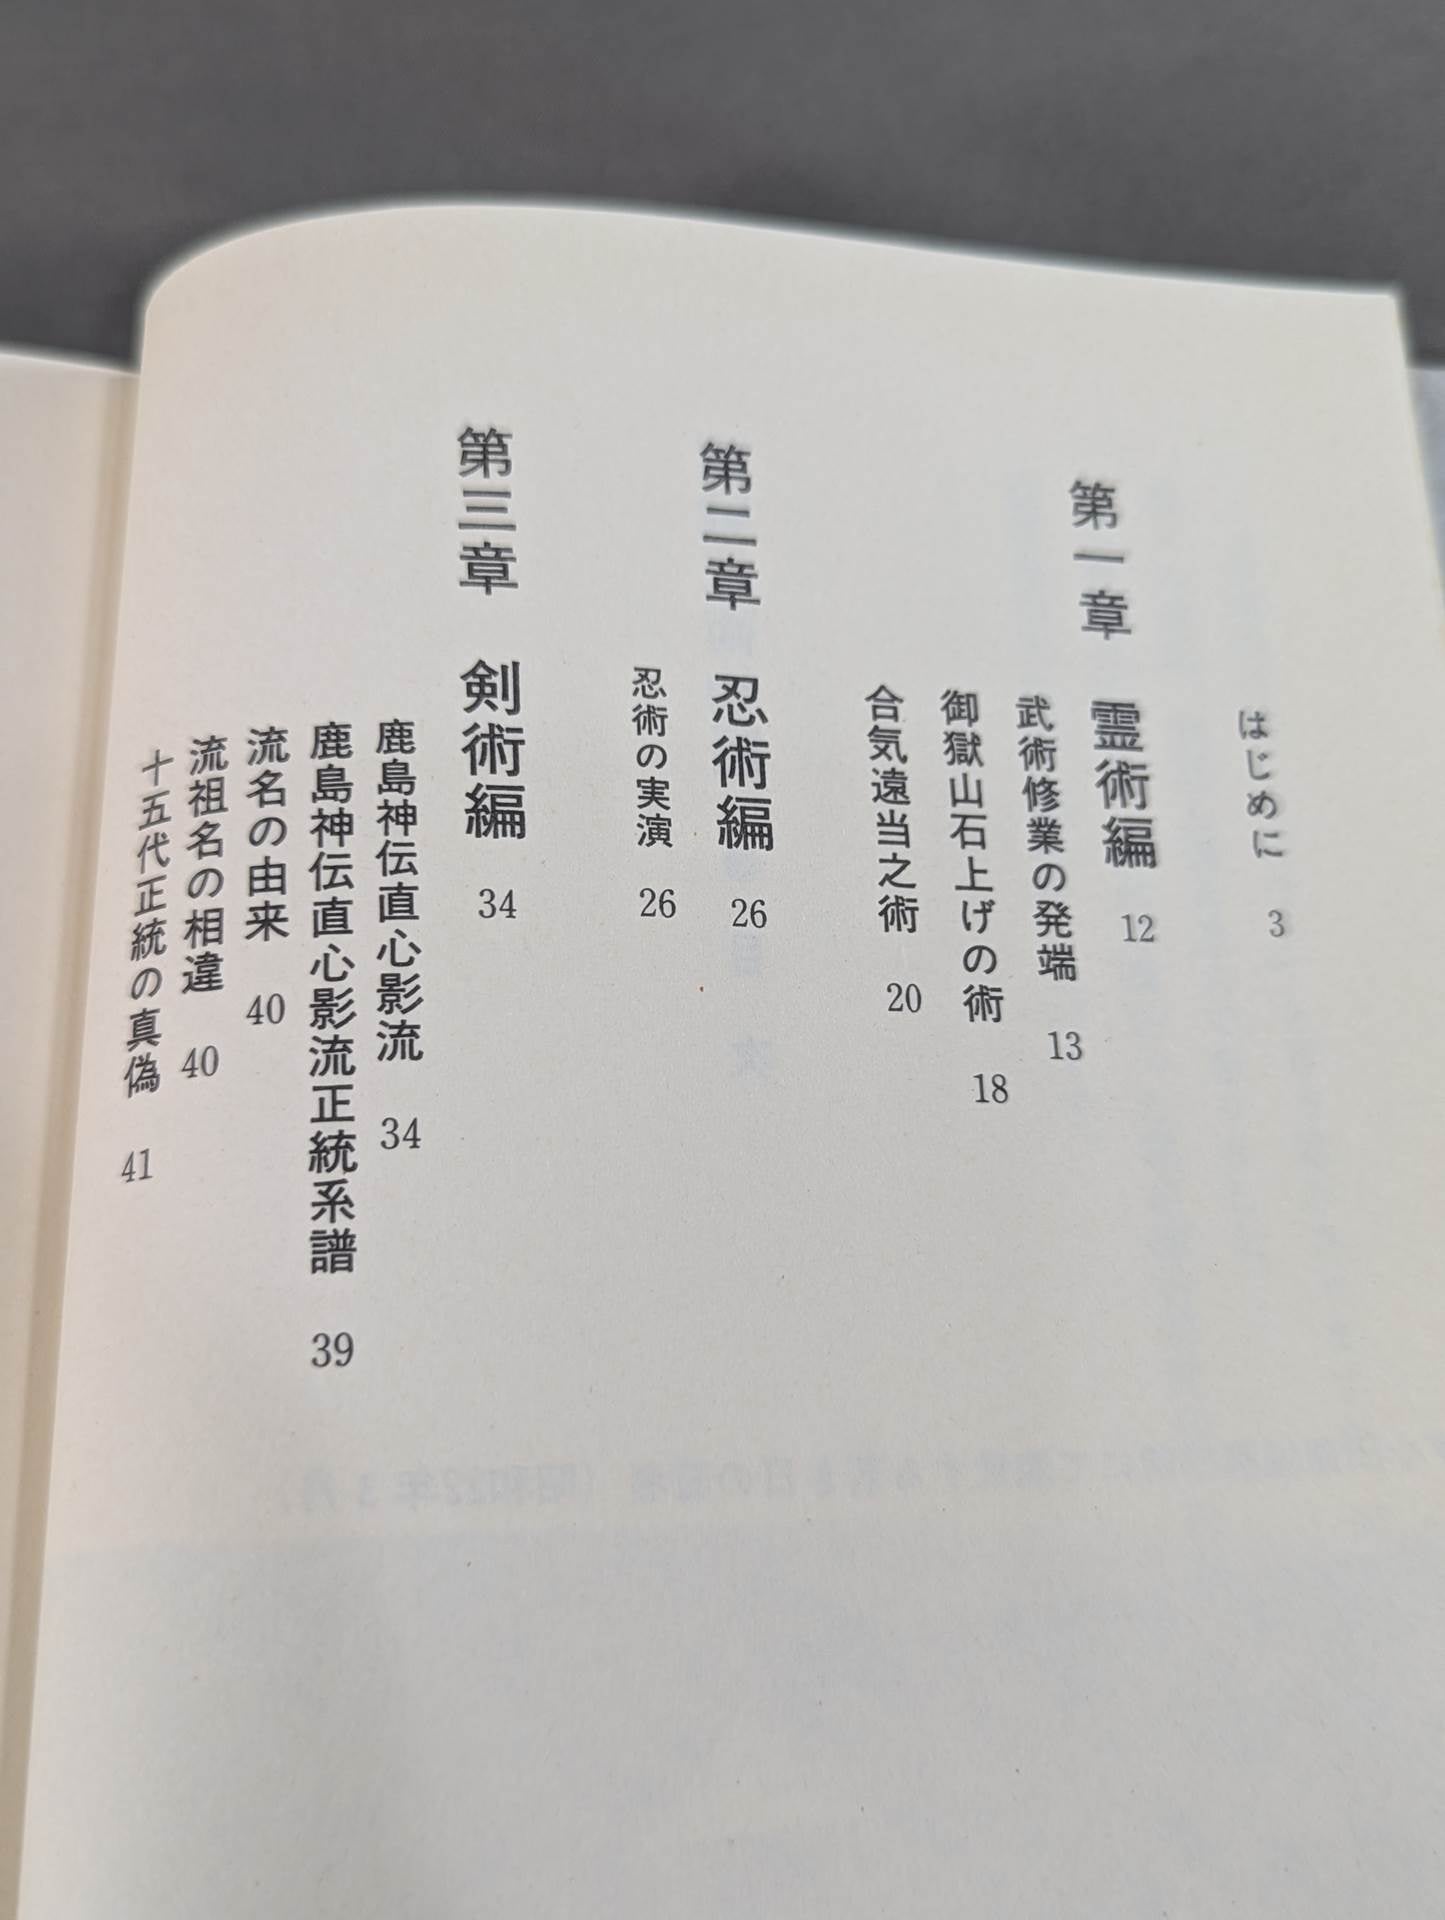 はじめに 3
第一章 霊術編 12
武術修業の発端 13
御獄山石上げの術 18
合気遠当之術 20
第二章 忍術編 26
忍術の実演 26
第三章 剣術編 34
鹿島神伝直心影流 34
鹿島神伝直心影流正統系譜 39
流名の由来 40
流祖名の相違 40
十五代正統の真偽 41